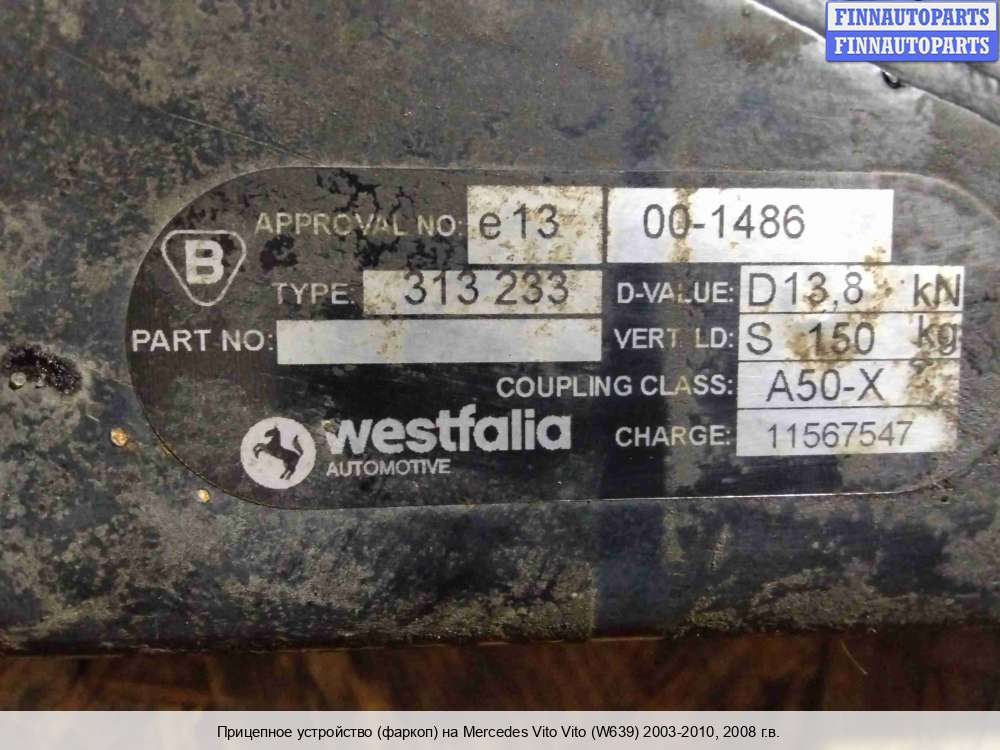 FINNAUTOPARTS
FINNAUTOPARTS
APPROVAL NO: e13 00-1486
B
TYPE: 313 233 D-VALUE: D13,8 kN
PART NO: VERT. LD: S 150 kg
COUPLING CLASS: A50-X
westfalia CHARGE: 11567547
AUTOMOTIVE
Прицепное устройство (фаркоп) на Mercedes Vito Vito (W639) 2003-2010, 2008 г.в.